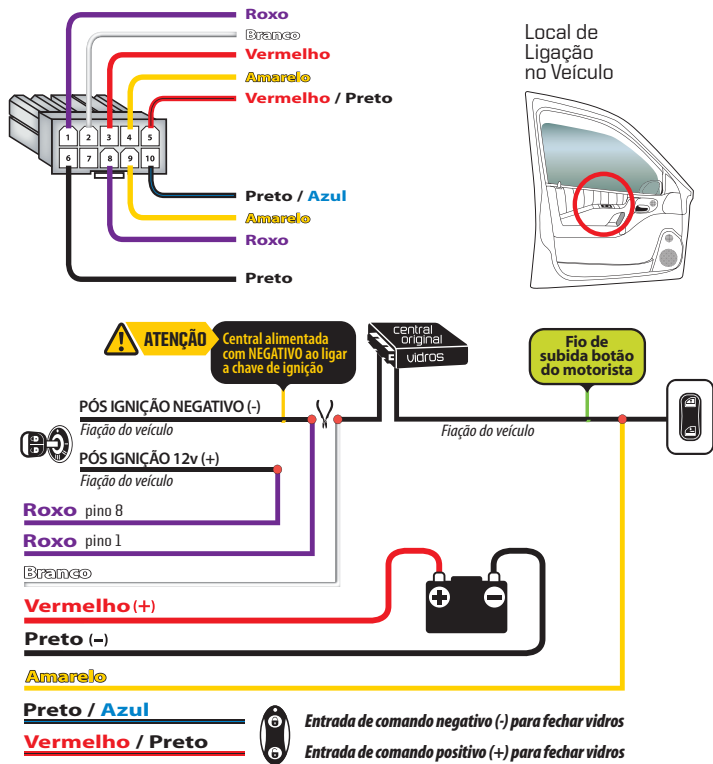 Roxo
Branco
Vermelho
Amarelo
Vermelho / Preto
1 2 3 4 5
6 7 8 9 10
Preto / Azul
Amarelo
Roxo
Preto
Local de
Ligação
no Veículo
ATENÇÃO
Central alimentada
com NEGATIVO ao ligar
a chave de ignição
central
original
vidros
Fio de
subida botão
do motorista
PÓS IGNIÇÃO NEGATIVO (-)
Fiação do veículo
Fiação do veículo
PÓS IGNIÇÃO 12v (+)
Fiação do veículo
Roxo pino 8
Roxo pino 1
Branco
Vermelho (+)
+ −
Preto (−)
Amarelo
Preto / Azul
Entrada de comando negativo (-) para fechar vidros
Vermelho / Preto
Entrada de comando positivo (+) para fechar vidros